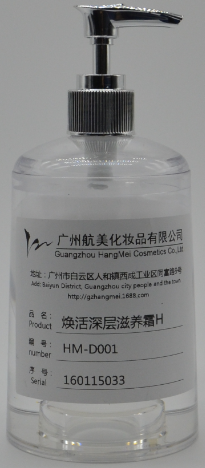 广州航美化妆品有限公司
Guangzhou HangMei Cosmetics Co.,Ltd
地址:广州市白云区人和镇西成工业区河富路9号
Add: Baiyun District, Guangzhou city people and the town
http://gzhangmei.1688.com
品 名: 焕活深层滋养霜H
Product
编 号: HM-D001
number
序 格: 160115033
Serial